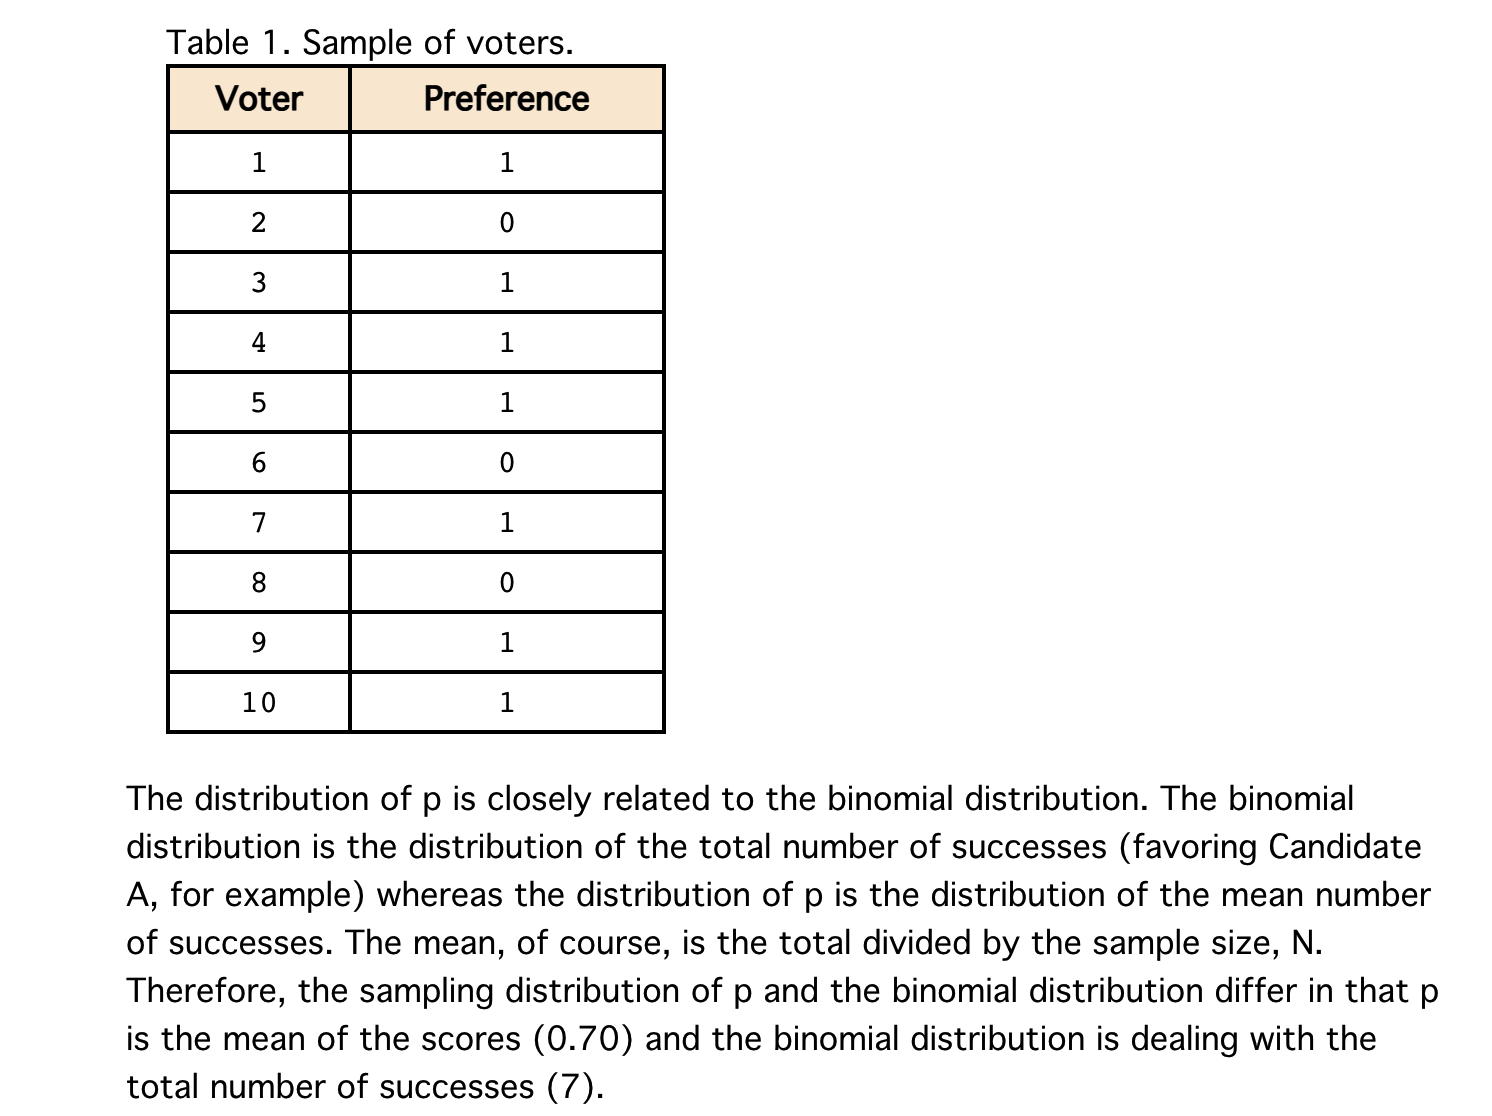 Table 1. Sample of voters.
Voter Preference
1 1
2 0
3 1
4 1
5 1
6 0
7 1
8 0
9 1
10 1
The distribution of p is closely related to the binomial distribution. The binomial
distribution is the distribution of the total number of successes (favoring Candidate
A, for example) whereas the distribution of p is the distribution of the mean number
of successes. The mean, of course, is the total divided by the sample size, N.
Therefore, the sampling distribution of p and the binomial distribution differ in that p
is the mean of the scores (0.70) and the binomial distribution is dealing with the
total number of successes (7).